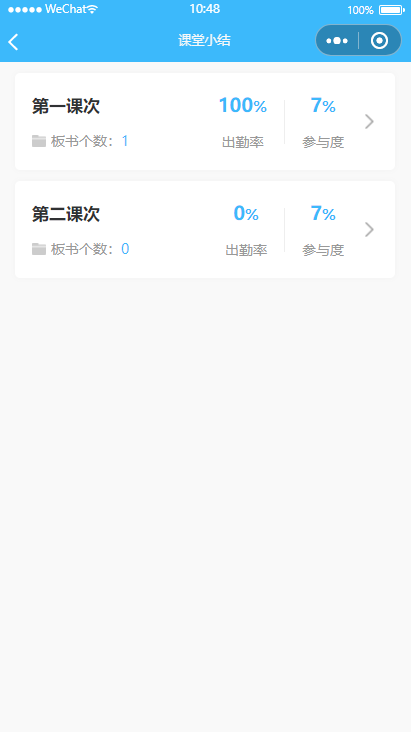 WeChat 10:48 100%
课堂小结
第一课次 100% 7%
板书个数：1 出勤率 参与度
第二课次 0% 7%
板书个数：0 出勤率 参与度